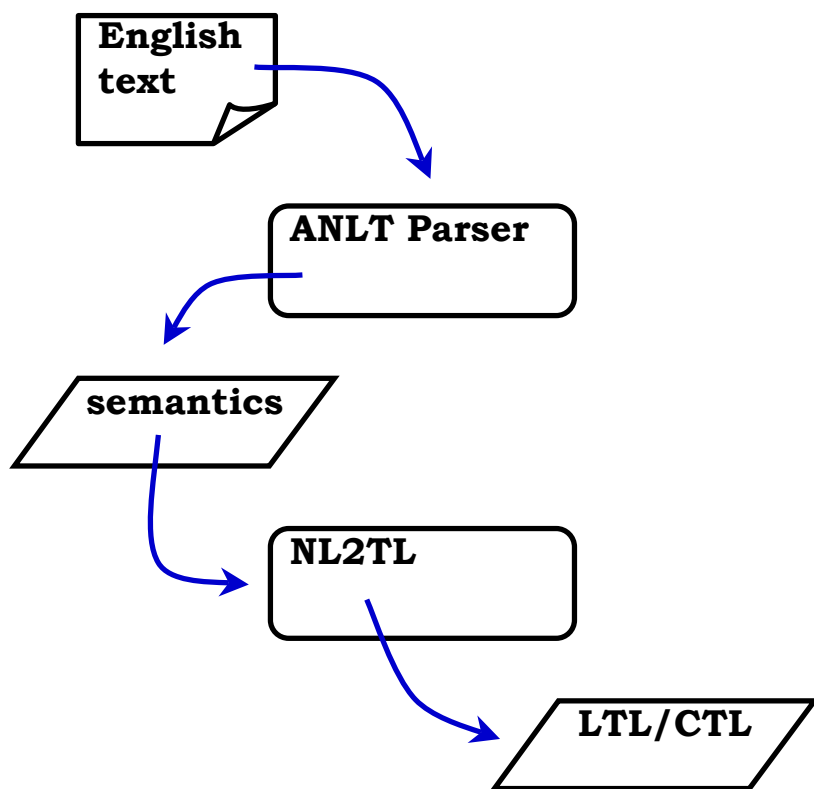 English
text
ANLT Parser
semantics
NL2TL
LTL/CTL